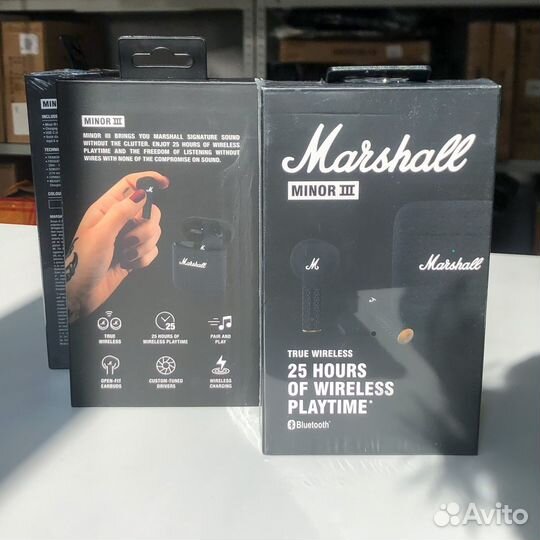 MINOR III
MINOR III BRINGS YOU MARSHALL SIGNATURE SOUND
WITHOUT THE CLUTTER. ENJOY 25 HOURS OF WIRELESS
PLAYTIME AND THE FREEDOM OF LISTENING WITHOUT
WIRES WITH NONE OF THE COMPROMISE ON SOUND.
Marshall
TRUE
WIRELESS
25
25 HOURS OF
WIRELESS PLAYTIME
PAIR AND
PLAY
OPEN-FIT
EARBUDS
CUSTOM-TUNED
DRIVERS
WIRELESS
CHARGING
Marshall
MINOR III
M
Marshall
TRUE WIRELESS
25 HOURS
OF WIRELESS
PLAYTIME*
Bluetooth®
Avito